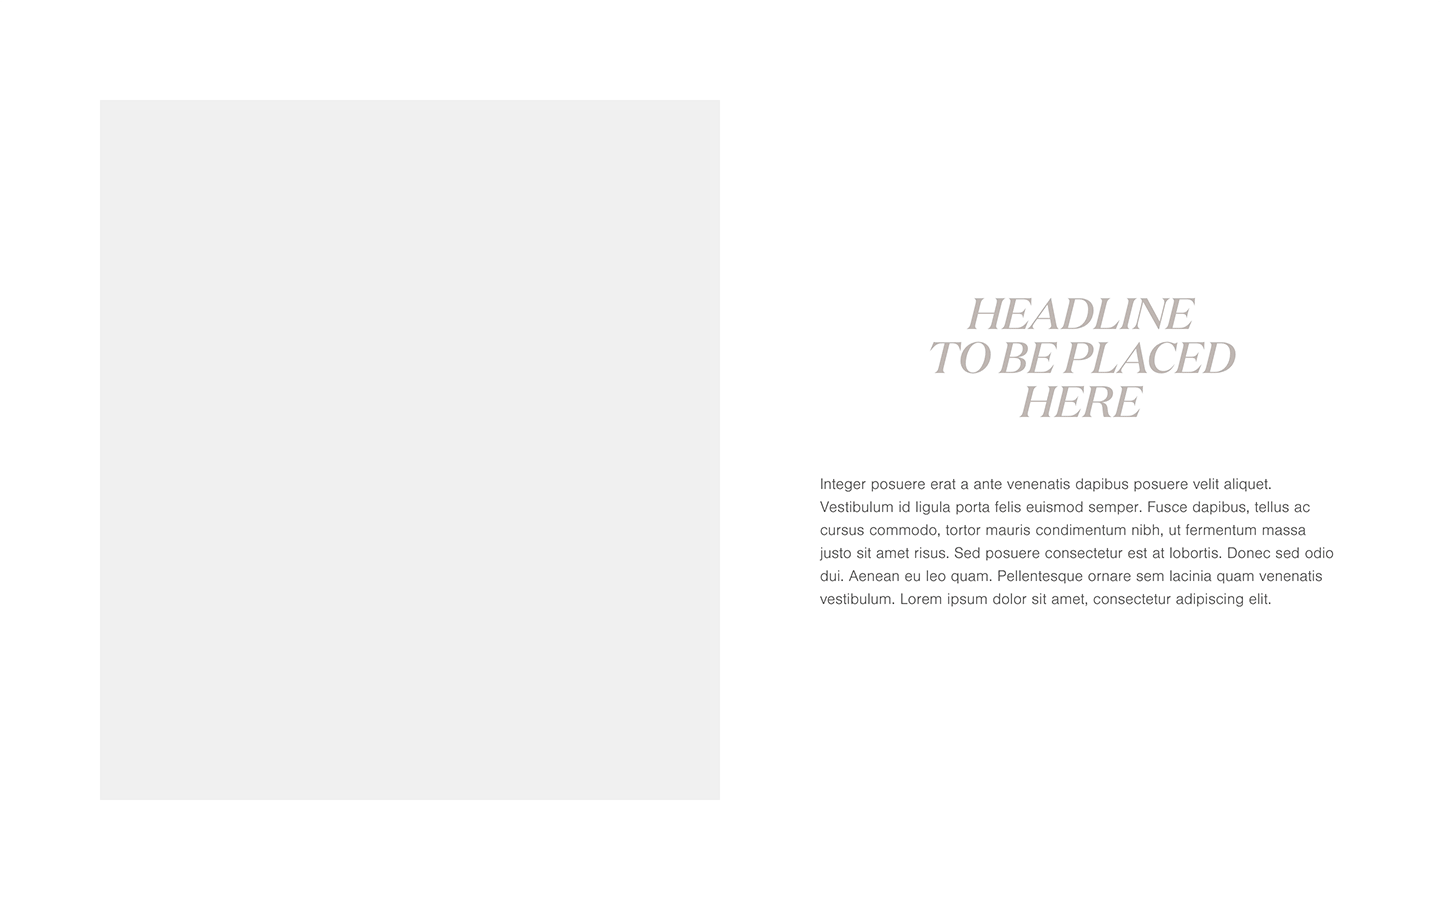 HEADLINE
TO BE PLACED
HERE
Integer posuere erat a ante venenatis dapibus posuere velit aliquet.
Vestibulum id ligula porta felis euismod semper. Fusce dapibus, tellus ac
cursus commodo, tortor mauris condimentum nibh, ut fermentum massa
justo sit amet risus. Sed posuere consectetur est at lobortis. Donec sed odio
dui. Aenean eu leo quam. Pellentesque ornare sem lacinia quam venenatis
vestibulum. Lorem ipsum dolor sit amet, consectetur adipiscing elit.